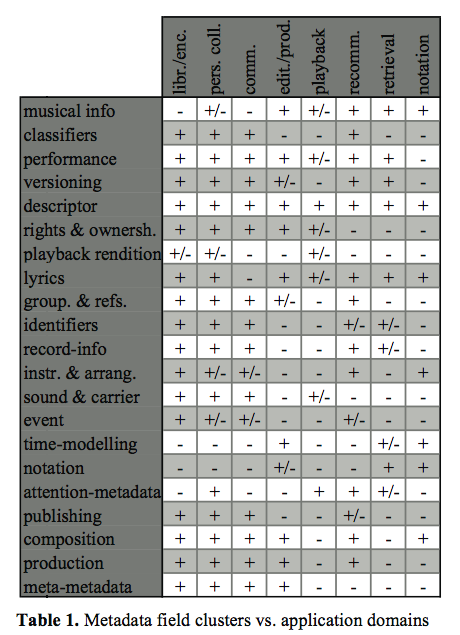 libr./enc. pers. coll. comm. edit./prod. playback recomm. retrieval notation
musical info - +/- - + +/- + + +
classifiers + + + - - + - -
performance + + + + +/- + + -
versioning + + + +/- - + + -
descriptor + + + + + + + +
rights & ownersh. + + + + +/- - - -
playback rendition +/- +/- - - +/- - - -
lyrics + + - + +/- + + +
group. & refs. + + + +/- - + - -
identifiers + + + - - +/- +/- -
record-info + + + - - + +/- -
instr. & arrang. + +/- +/- - - + - +
sound & carrier + + + - +/- - - -
event + +/- +/- - - +/- - -
time-modelling - - - + - - +/- +
notation - - - +/- - - + +
attention-metadata - + - - + + +/- -
publishing + + + - - +/- - -
composition + + + + - + - +
production + + + + - + - -
meta-metadata + + + + - - - -
Table 1. Metadata field clusters vs. application domains